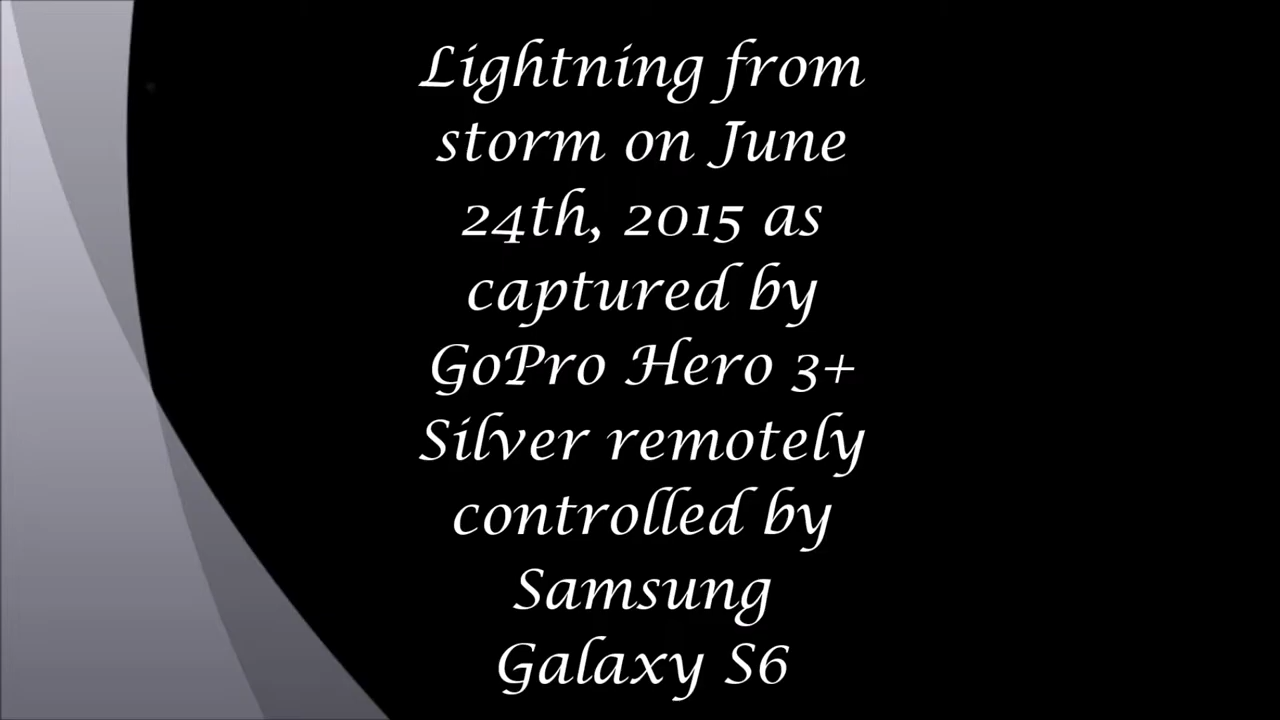 Lightning from
storm on June
24th, 2015 as
captured by
GoPro Hero 3+
Silver remotely
controlled by
Samsung
Galaxy S6